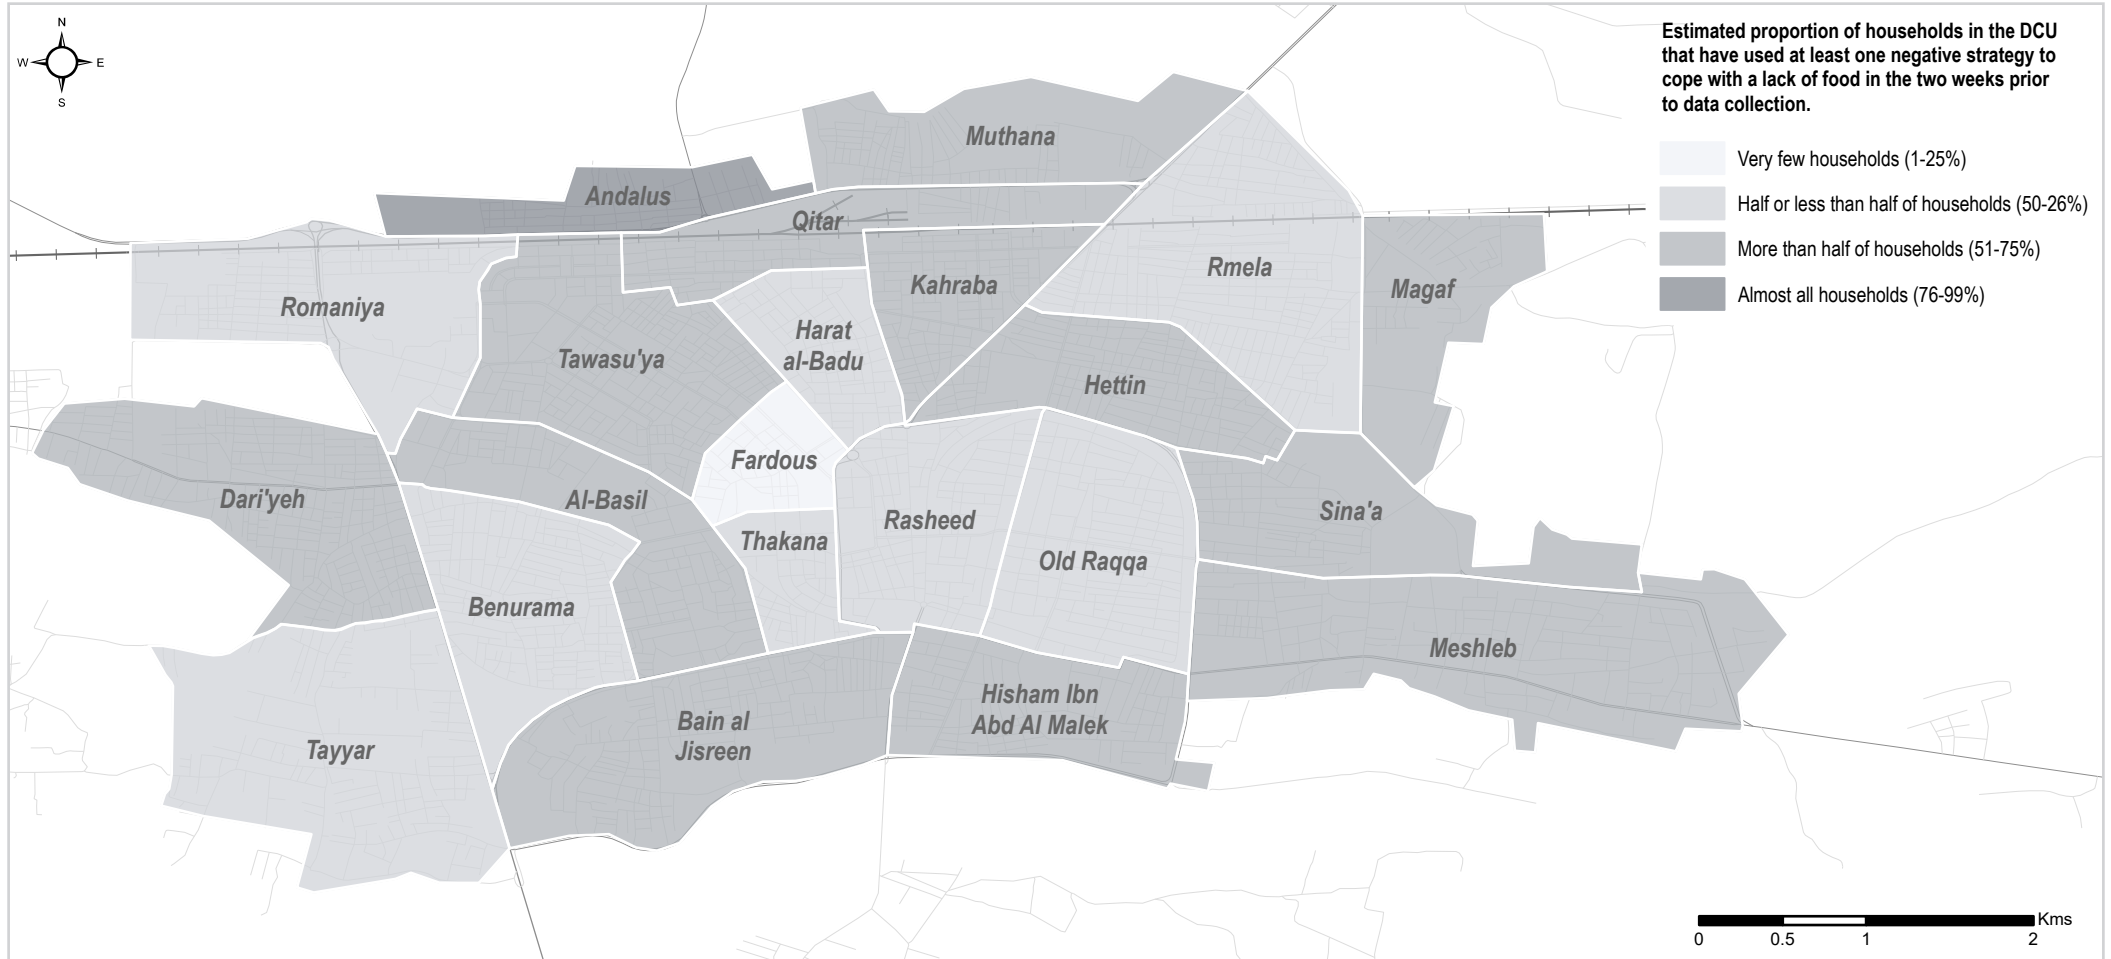 N
W E
S
Estimated proportion of households in the DCU
that have used at least one negative strategy to
cope with a lack of food in the two weeks prior
to data collection.
Very few households (1-25%)
Half or less than half of households (50-26%)
More than half of households (51-75%)
Almost all households (76-99%)
Muthana
Andalus
Qitar
Rmela
Kahraba
Magaf
Romaniya
Harat
al-Badu
Tawasu'ya
Hettin
Fardous
Dari'yeh
Al-Basil
Sina'a
Rasheed
Thakana
Old Raqqa
Benurama
Meshleb
Hisham Ibn
Abd Al Malek
Bain al
Jisreen
Tayyar
Kms
0 0.5 1 2